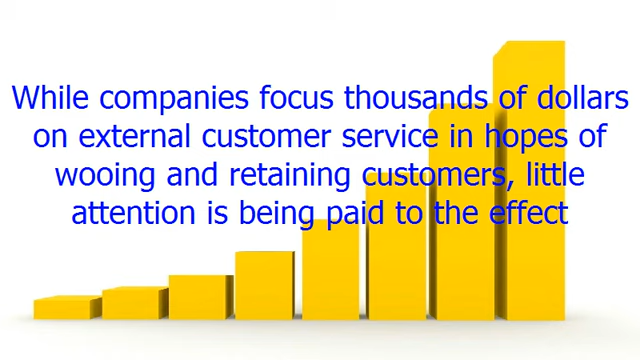 While companies focus thousands of dollars
on external customer service in hopes of
wooing and retaining customers, little
attention is being paid to the effect